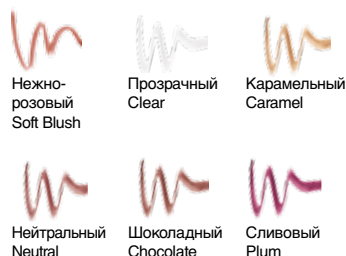 Нежно-
розовый
Soft Blush
Прозрачный
Clear
Карамельный
Caramel
Нейтральный
Neutral
Шоколадный
Chocolate
Сливовый
Plum